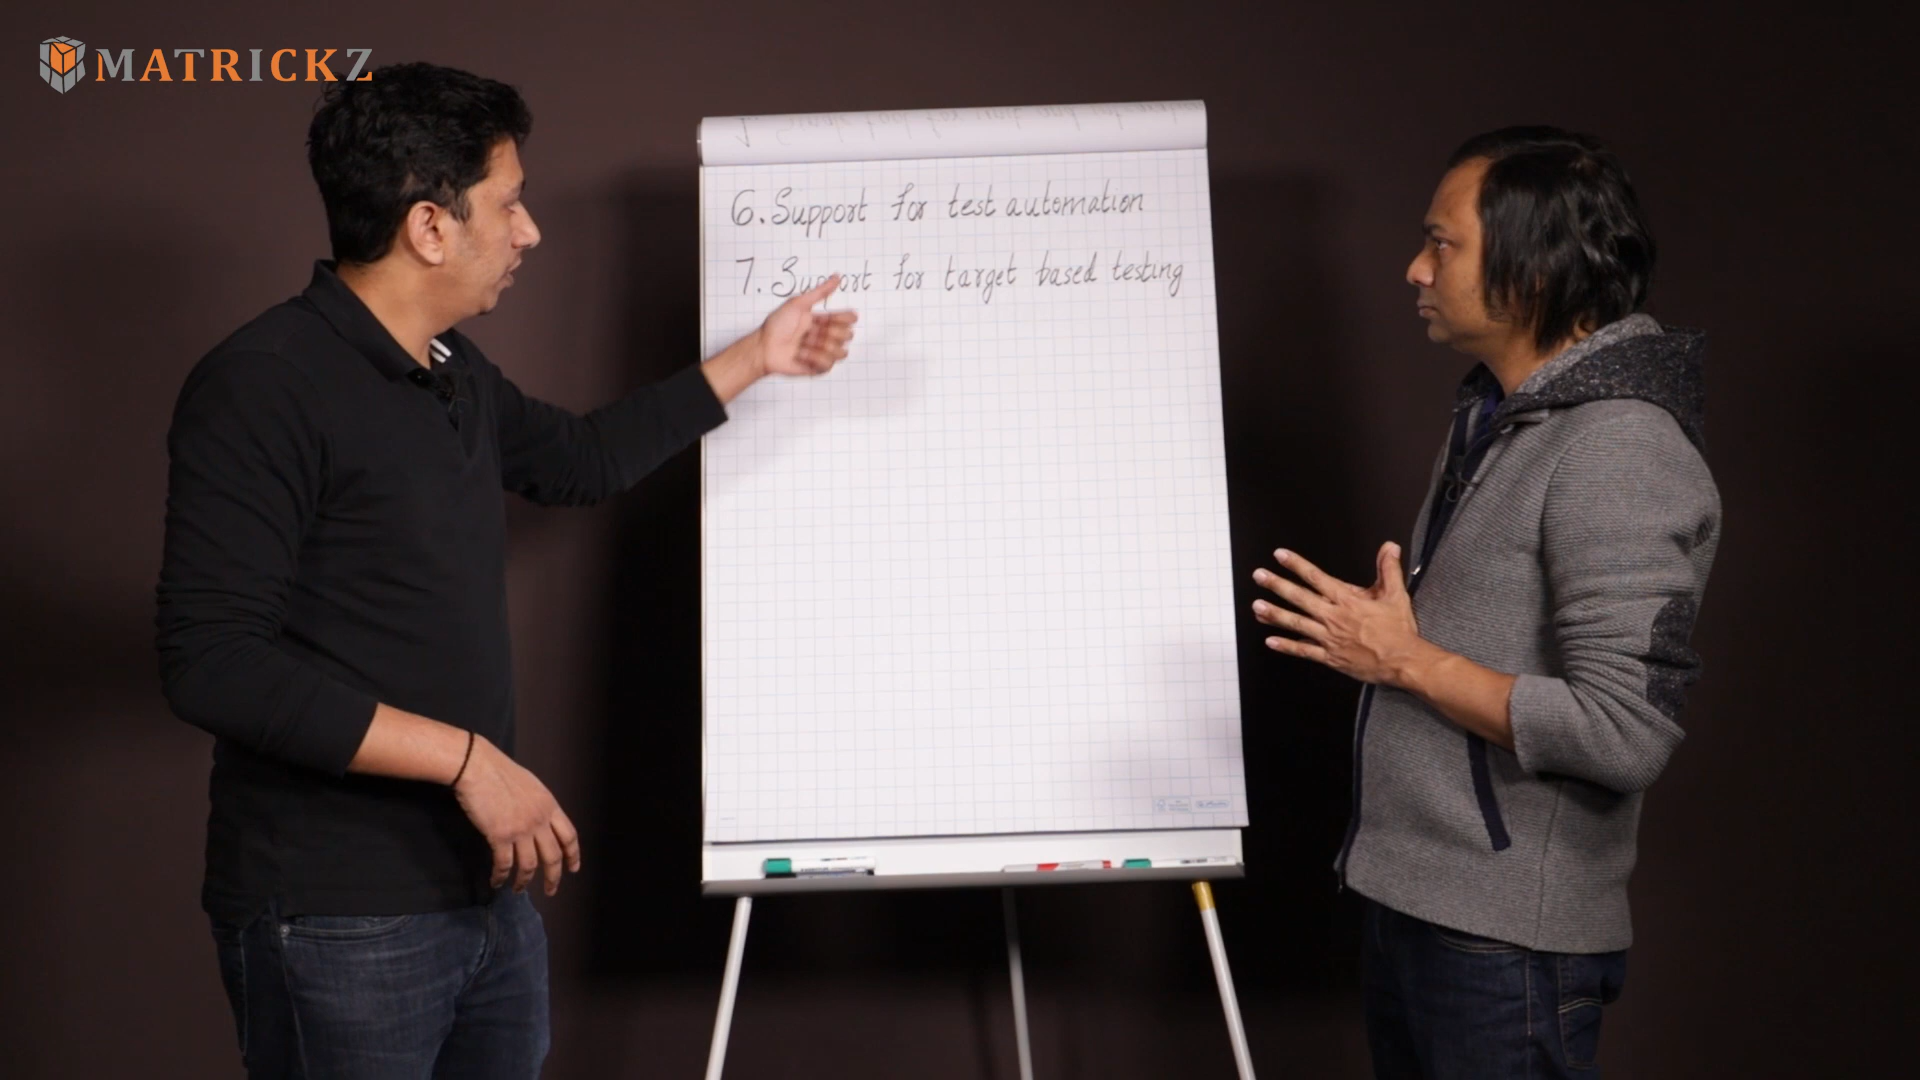 MATRICKZ
6. Support for test automation
7. Support for target based testing